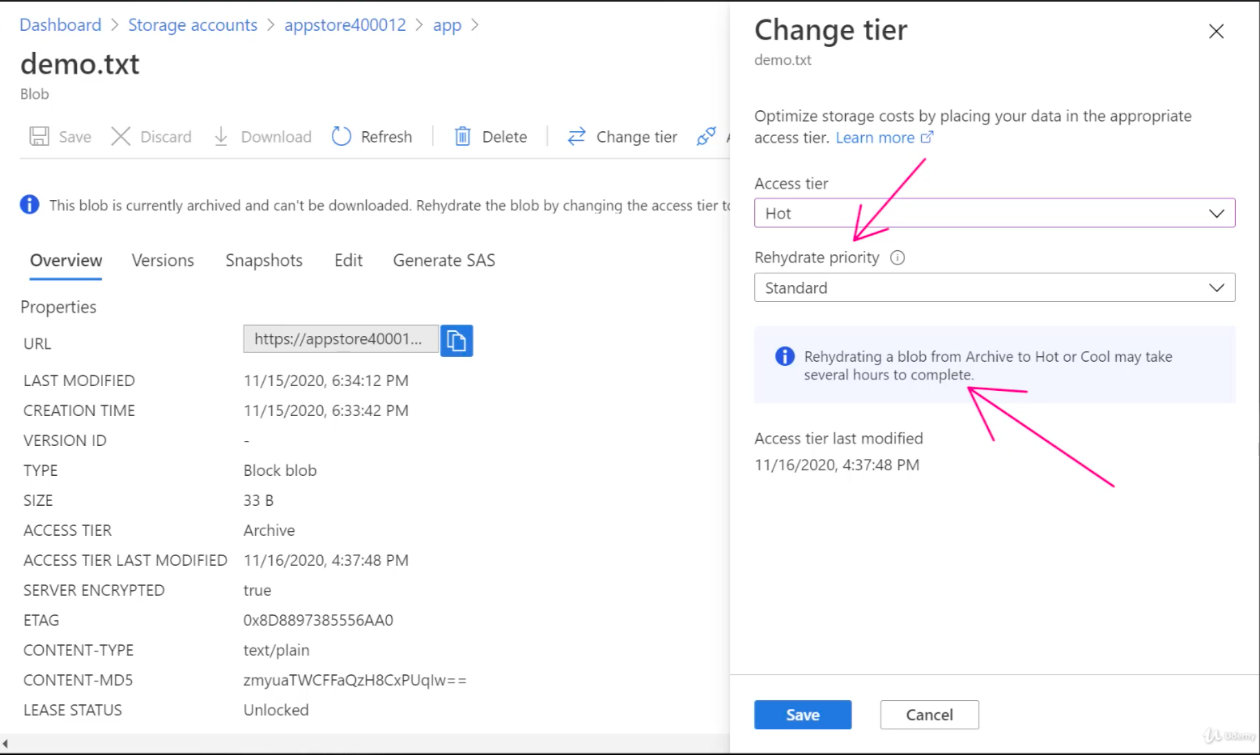 Dashboard > Storage accounts > appstore400012 > app >
demo.txt
Blob
Save Discard Download Refresh Delete Change tier
This blob is currently archived and can't be downloaded. Rehydrate the blob by changing the access tier to
Overview Versions Snapshots Edit Generate SAS
Properties
URL https://appstore40001...
LAST MODIFIED 11/15/2020, 6:34:12 PM
CREATION TIME 11/15/2020, 6:33:42 PM
VERSION ID -
TYPE Block blob
SIZE 33 B
ACCESS TIER Archive
ACCESS TIER LAST MODIFIED 11/16/2020, 4:37:48 PM
SERVER ENCRYPTED true
ETAG 0x8D8897385556AA0
CONTENT-TYPE text/plain
CONTENT-MD5 zmyuaTWCFFaQzH8CxPUqIw==
LEASE STATUS Unlocked
Change tier
demo.txt
Optimize storage costs by placing your data in the appropriate
access tier. Learn more
Access tier
Hot
Rehydrate priority
Standard
Rehydrating a blob from Archive to Hot or Cool may take
several hours to complete.
Access tier last modified
11/16/2020, 4:37:48 PM
Save Cancel
Udemy